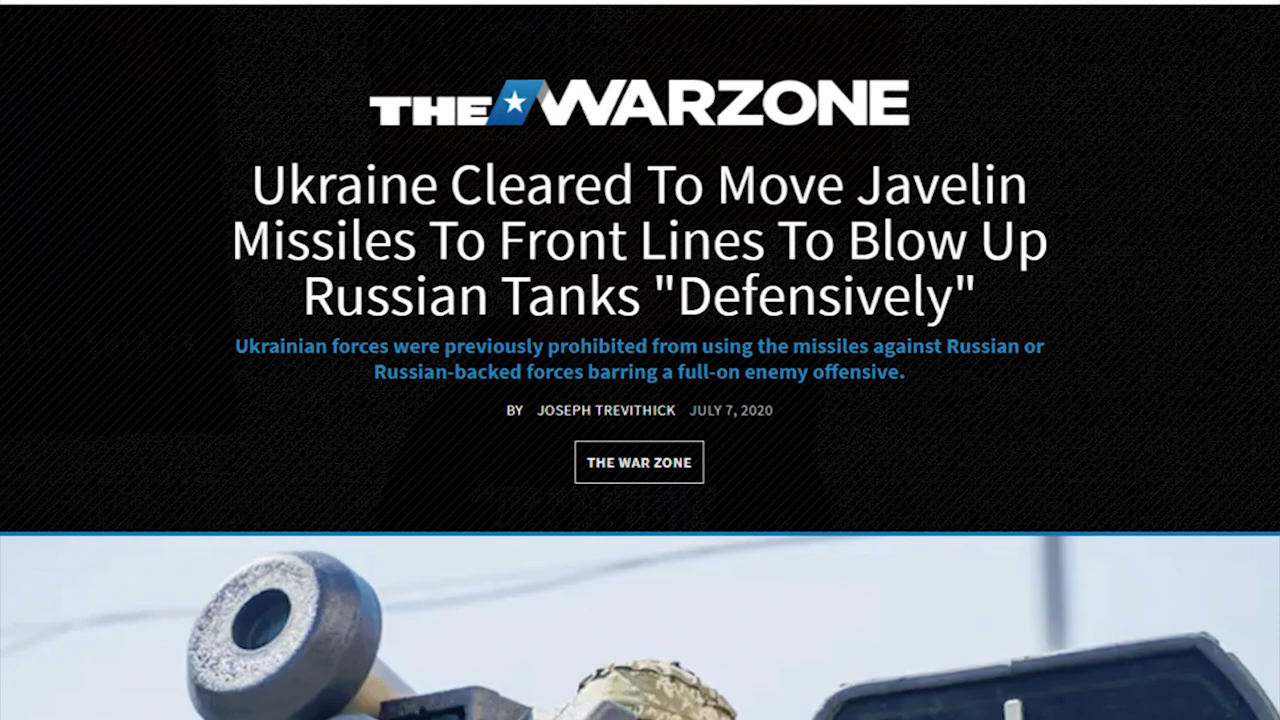 THE WARZONE
Ukraine Cleared To Move Javelin
Missiles To Front Lines To Blow Up
Russian Tanks "Defensively"
Ukrainian forces were previously prohibited from using the missiles against Russian or
Russian-backed forces barring a full-on enemy offensive.
BY JOSEPH TREVITHICK JULY 7, 2020
THE WAR ZONE